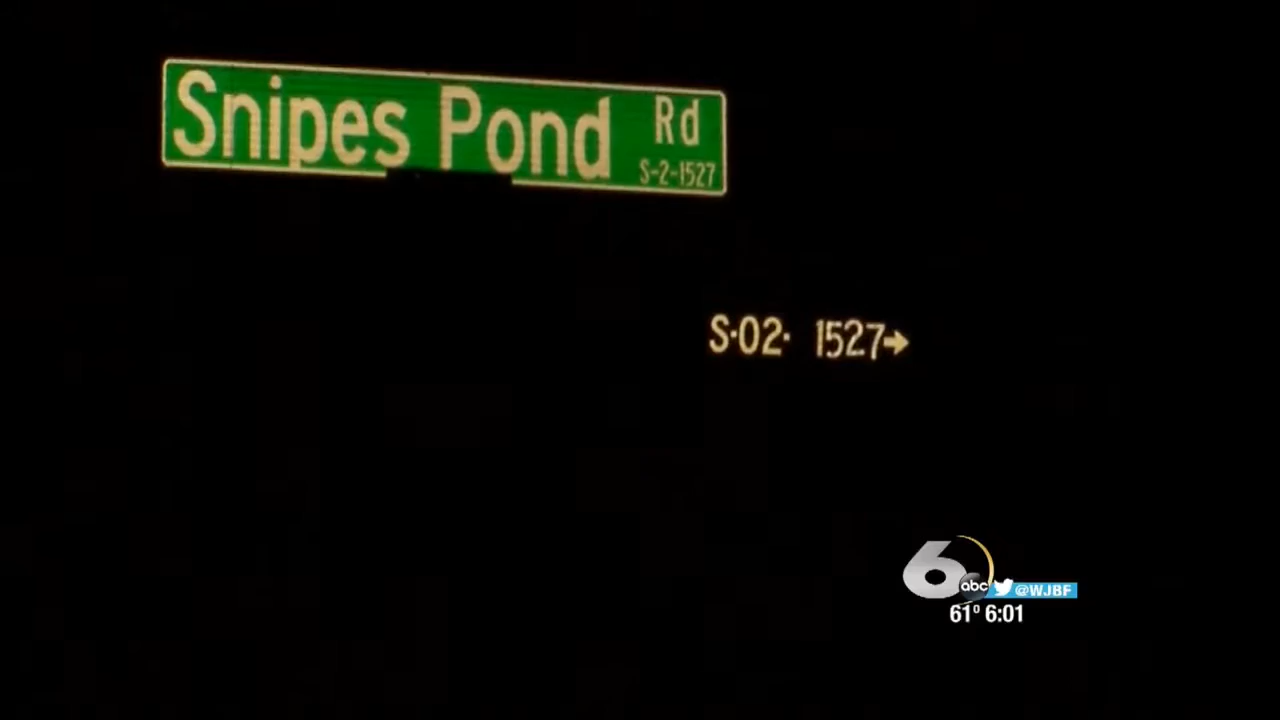 Snipes Pond Rd
S-2-1527
S·02· 1527→
6
abc @WJBF
61° 6:01